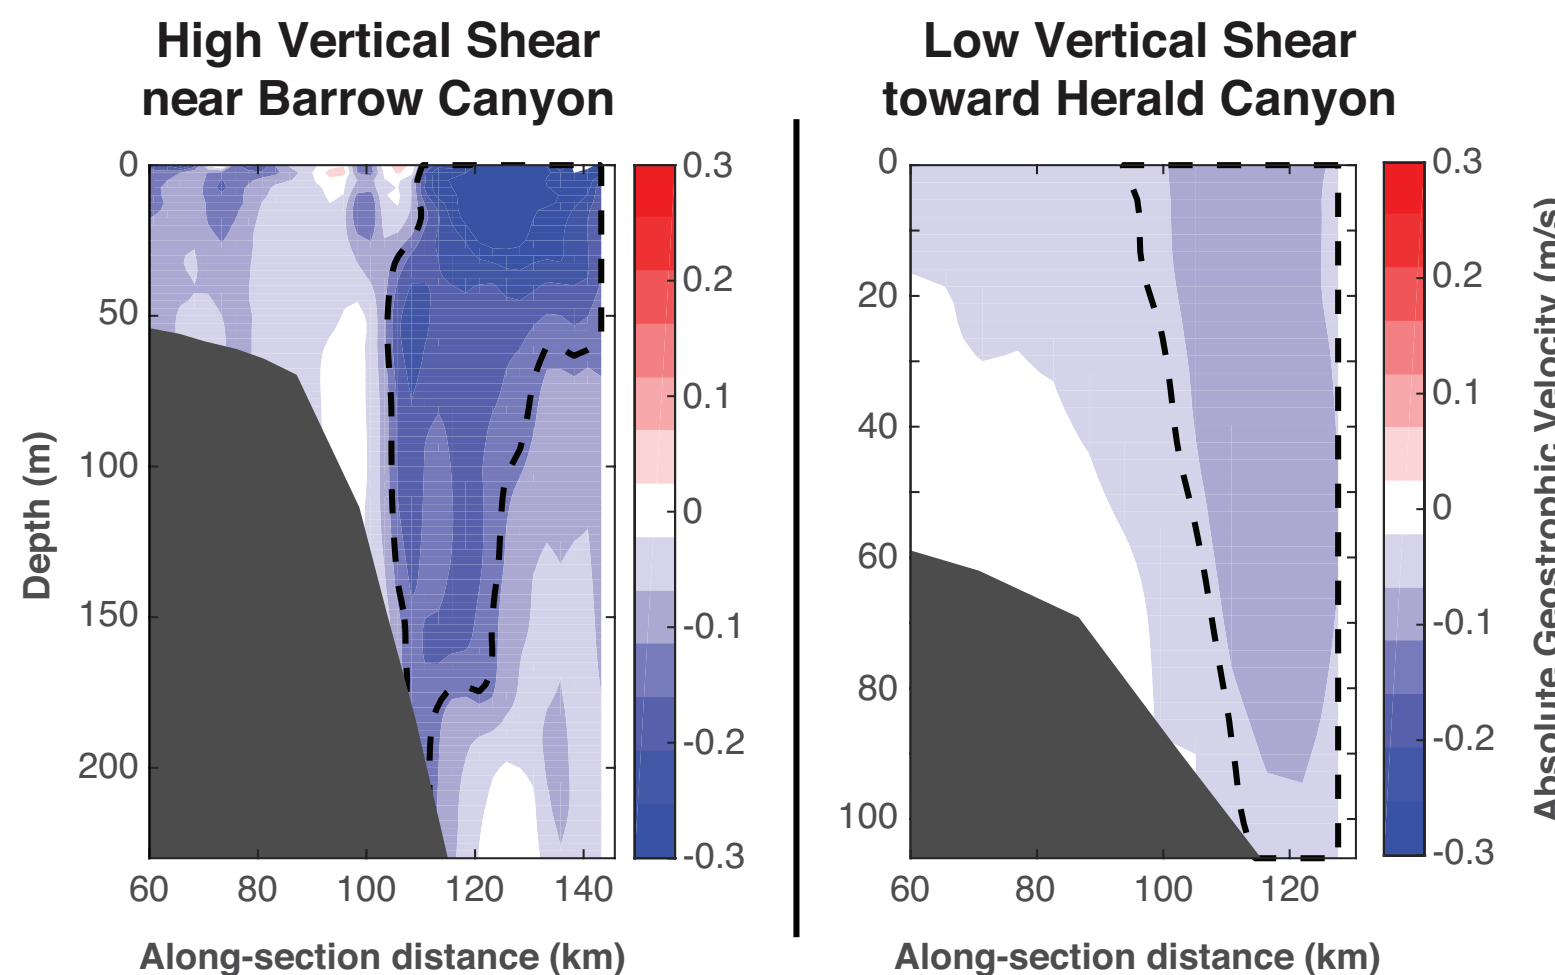 High Vertical Shear
near Barrow Canyon
Low Vertical Shear
toward Herald Canyon
Depth (m)
0
50
100
150
200
60 80 100 120 140
Along-section distance (km)
0.3
0.2
0.1
0
-0.1
-0.2
-0.3
0
20
40
60
80
100
60 80 100 120
Along-section distance (km)
0.3
0.2
0.1
0
-0.1
-0.2
-0.3
Absolute Geostrophic Velocity (m/s)